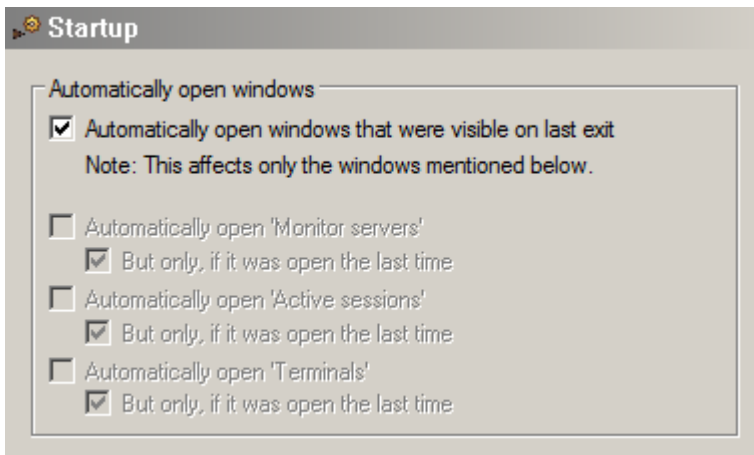 Startup
Automatically open windows
Automatically open windows that were visible on last exit
Note: This affects only the windows mentioned below.
Automatically open 'Monitor servers'
But only, if it was open the last time
Automatically open 'Active sessions'
But only, if it was open the last time
Automatically open 'Terminals'
But only, if it was open the last time